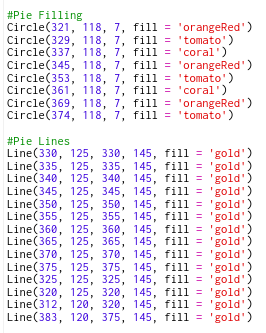 #Pie Filling
Circle(321, 118, 7, fill = 'orangeRed')
Circle(329, 118, 7, fill = 'tomato')
Circle(337, 118, 7, fill = 'coral')
Circle(345, 118, 7, fill = 'orangeRed')
Circle(353, 118, 7, fill = 'tomato')
Circle(361, 118, 7, fill = 'coral')
Circle(369, 118, 7, fill = 'orangeRed')
Circle(374, 118, 7, fill = 'tomato')

#Pie Lines
Line(330, 125, 330, 145, fill = 'gold')
Line(335, 125, 335, 145, fill = 'gold')
Line(340, 125, 340, 145, fill = 'gold')
Line(345, 125, 345, 145, fill = 'gold')
Line(350, 125, 350, 145, fill = 'gold')
Line(355, 125, 355, 145, fill = 'gold')
Line(360, 125, 360, 145, fill = 'gold')
Line(365, 125, 365, 145, fill = 'gold')
Line(370, 125, 370, 145, fill = 'gold')
Line(375, 125, 375, 145, fill = 'gold')
Line(325, 125, 325, 145, fill = 'gold')
Line(320, 125, 320, 145, fill = 'gold')
Line(312, 120, 320, 145, fill = 'gold')
Line(383, 120, 375, 145, fill = 'gold')